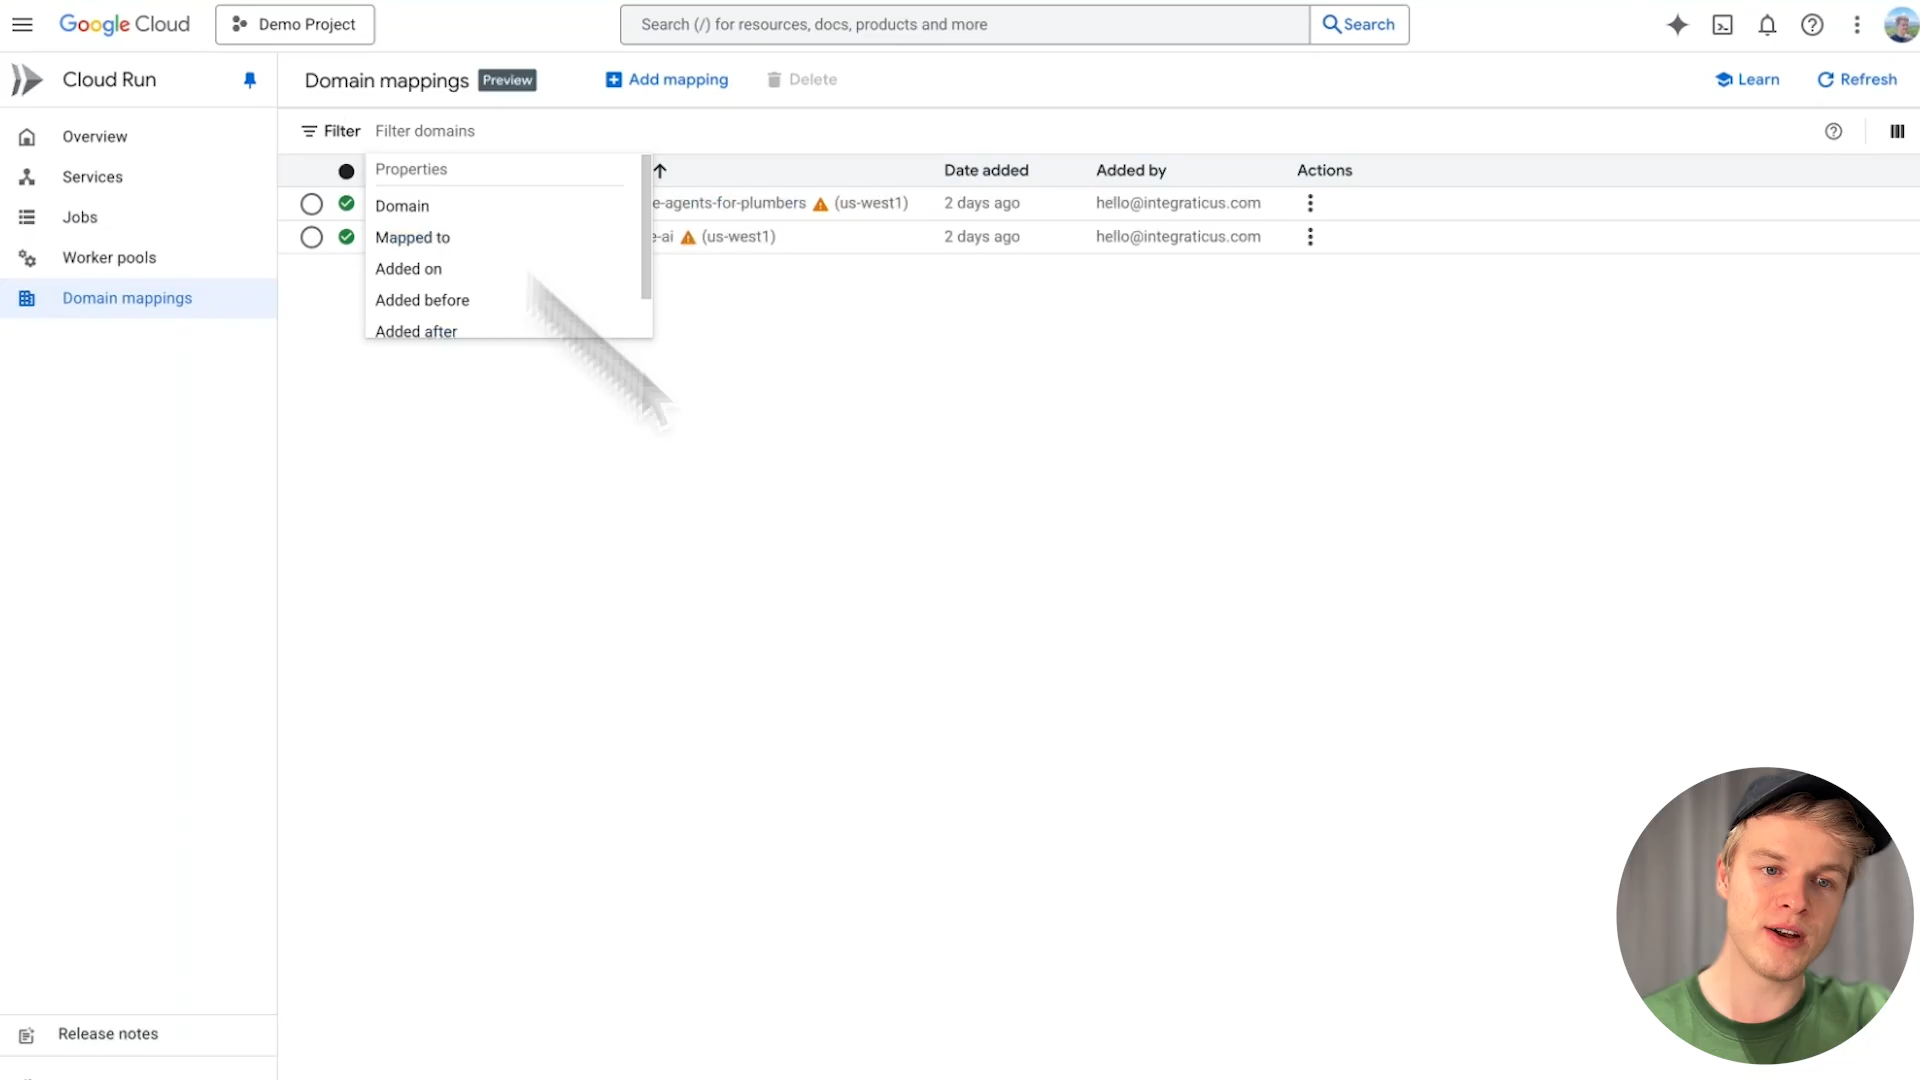 Google Cloud
Demo Project
Search (/) for resources, docs, products and more
Search
Cloud Run
Domain mappings Preview
Add mapping
Delete
Learn
Refresh
Overview
Services
Jobs
Worker pools
Domain mappings
Release notes
Filter Filter domains
Properties
Domain
Mapped to
Added on
Added before
Added after
Date added Added by Actions
e-agents-for-plumbers (us-west1) 2 days ago hello@integraticus.com
e-ai (us-west1) 2 days ago hello@integraticus.com